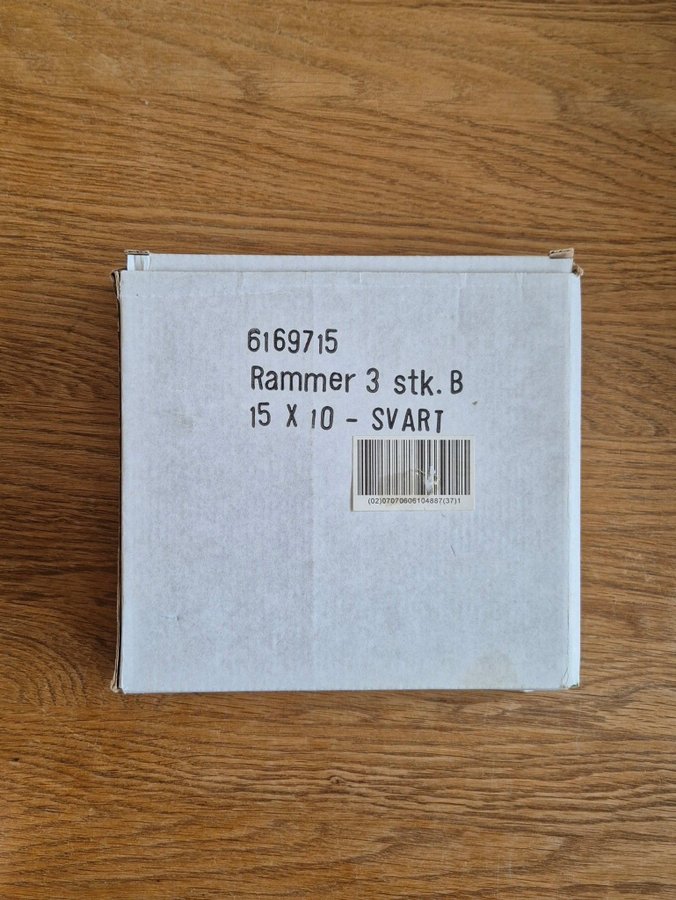 6169715
Rammer 3 stk. B
15 X 10 - SVART
(02)07070606104887(37)1